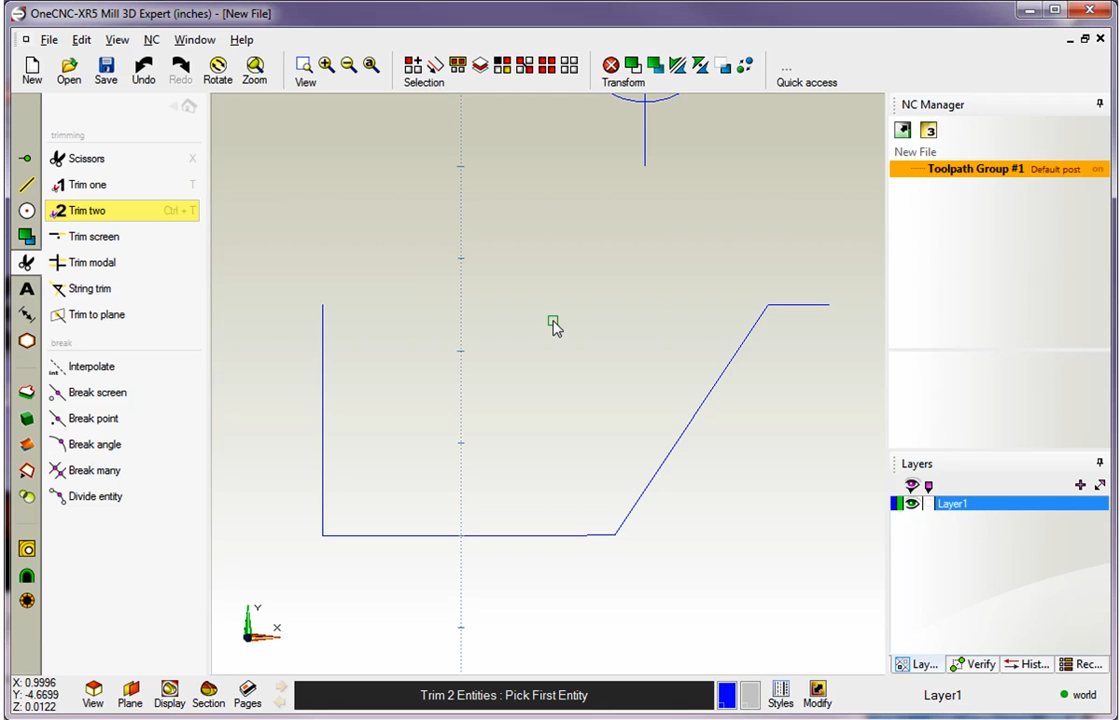 OneCNC-XR5 Mill 3D Expert (inches) - [New File]
File Edit View NC Window Help
New Open Save Undo Redo Rotate Zoom View Selection Transform ... Quick access
trimming
Scissors X
1 Trim one T
2 Trim two Ctrl + T
Trim screen
Trim modal
String trim
Trim to plane
break
int Interpolate
Break screen
Break point
Break angle
Break many
Divide entity
A
Y
X
NC Manager
3
New File
Toolpath Group #1 Default post on
Layers
Layer1
Lay... Verify Hist... Rec...
X: 0.9996
Y: -4.6699
Z: 0.0122
View Plane Display Section Pages
Trim 2 Entities : Pick First Entity
Styles Modify
Layer1
world